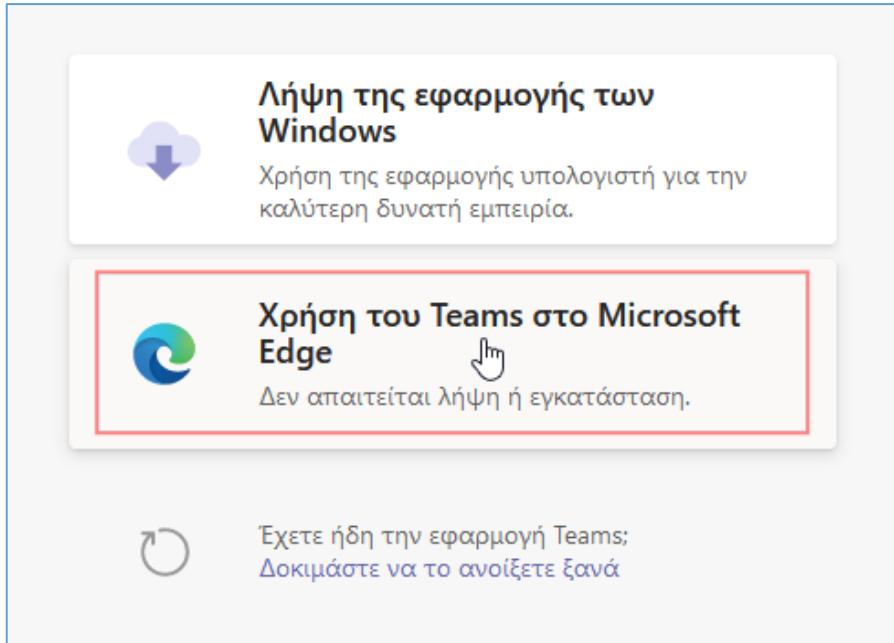 Λήψη της εφαρμογής των
Windows
Χρήση της εφαρμογής υπολογιστή για την
καλύτερη δυνατή εμπειρία.
Χρήση του Teams στο Microsoft
Edge
Δεν απαιτείται λήψη ή εγκατάσταση.
Έχετε ήδη την εφαρμογή Teams;
Δοκιμάστε να το ανοίξετε ξανά